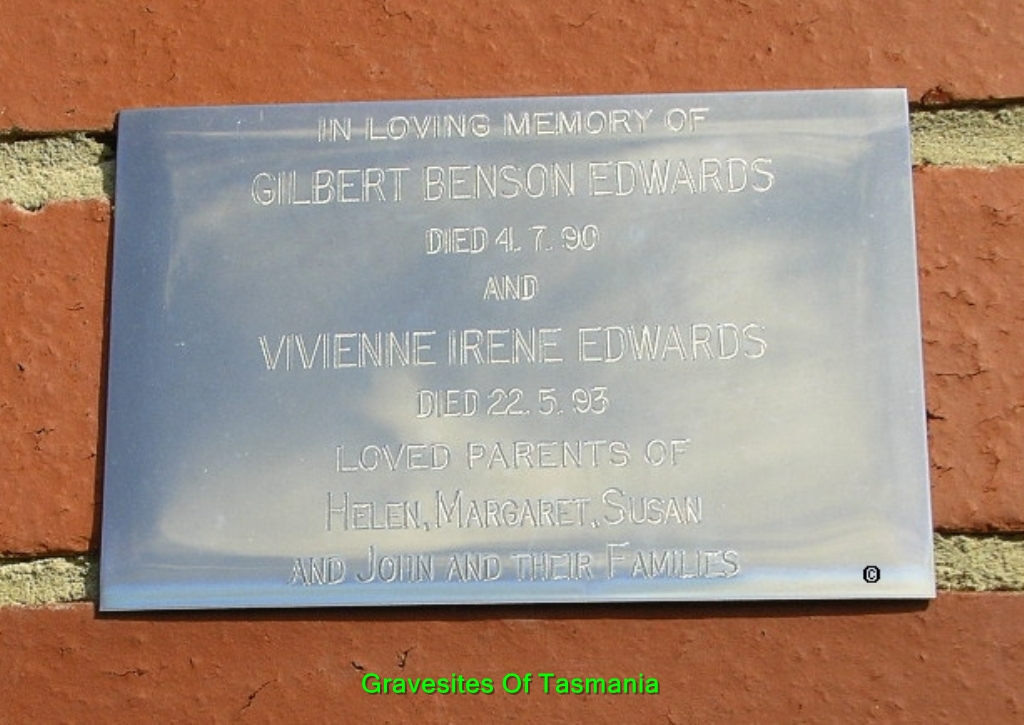 IN LOVING MEMORY OF
GILBERT BENSON EDWARDS
DIED 4. 7. 90
AND
VIVIENNE IRENE EDWARDS
DIED 22. 5. 93
LOVED PARENTS OF
HELEN, MARGARET, SUSAN
AND JOHN AND THEIR FAMILIES
©
Gravesites Of Tasmania